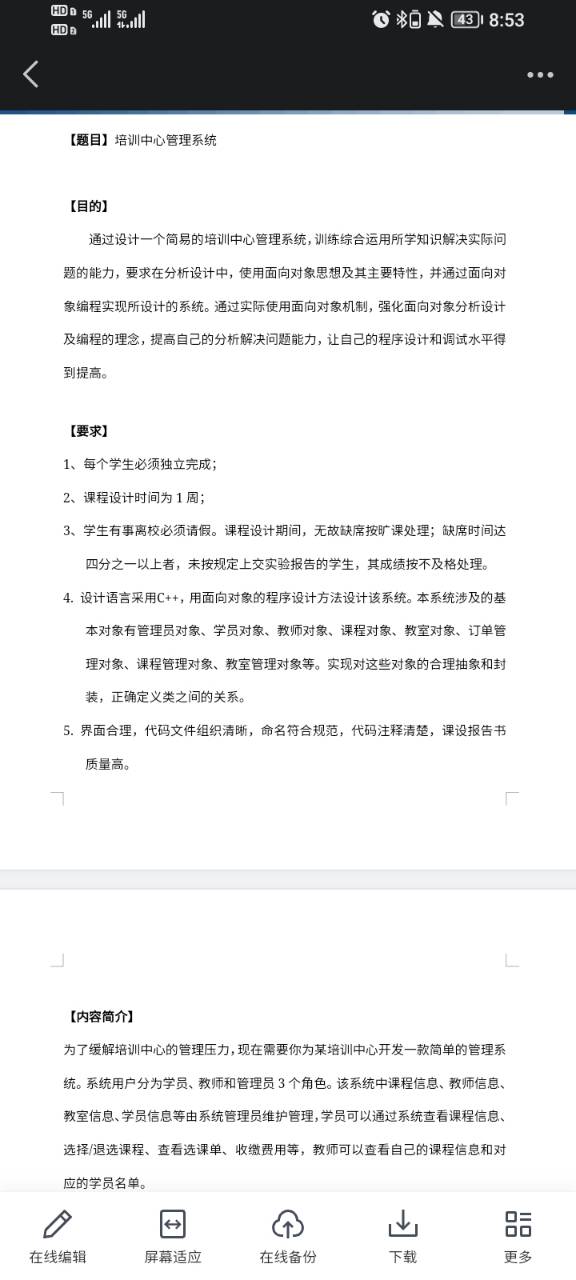 HD 1 5G 5G 43 8:53
HD 2
【题目】培训中心管理系统
【目的】
通过设计一个简易的培训中心管理系统，训练综合运用所学知识解决实际问
题的能力，要求在分析设计中，使用面向对象思想及其主要特性，并通过面向对
象编程实现所设计的系统。通过实际使用面向对象机制，强化面向对象分析设计
及编程的理念，提高自己的分析解决问题能力，让自己的程序设计和调试水平得
到提高。
【要求】
1、每个学生必须独立完成；
2、课程设计时间为 1 周；
3、学生有事离校必须请假。课程设计期间，无故缺席按旷课处理；缺席时间达
四分之一以上者，未按规定上交实验报告的学生，其成绩按不及格处理。
4. 设计语言采用C++，用面向对象的程序设计方法设计该系统。本系统涉及的基
本对象有管理员对象、学员对象、教师对象、课程对象、教室对象、订单管
理对象、课程管理对象、教室管理对象等。实现对这些对象的合理抽象和封
装，正确定义类之间的关系。
5. 界面合理，代码文件组织清晰，命名符合规范，代码注释清楚，课设报告书
质量高。
【内容简介】
为了缓解培训中心的管理压力，现在需要你为某培训中心开发一款简单的管理系
统。系统用户分为学员、教师和管理员 3 个角色。该系统中课程信息、教师信息、
教室信息、学员信息等由系统管理员维护管理，学员可以通过系统查看课程信息、
选择/退选课程、查看选课单、收缴费用等，教师可以查看自己的课程信息和对
应的学员名单。
在线编辑 屏幕适应 在线备份 下载 更多